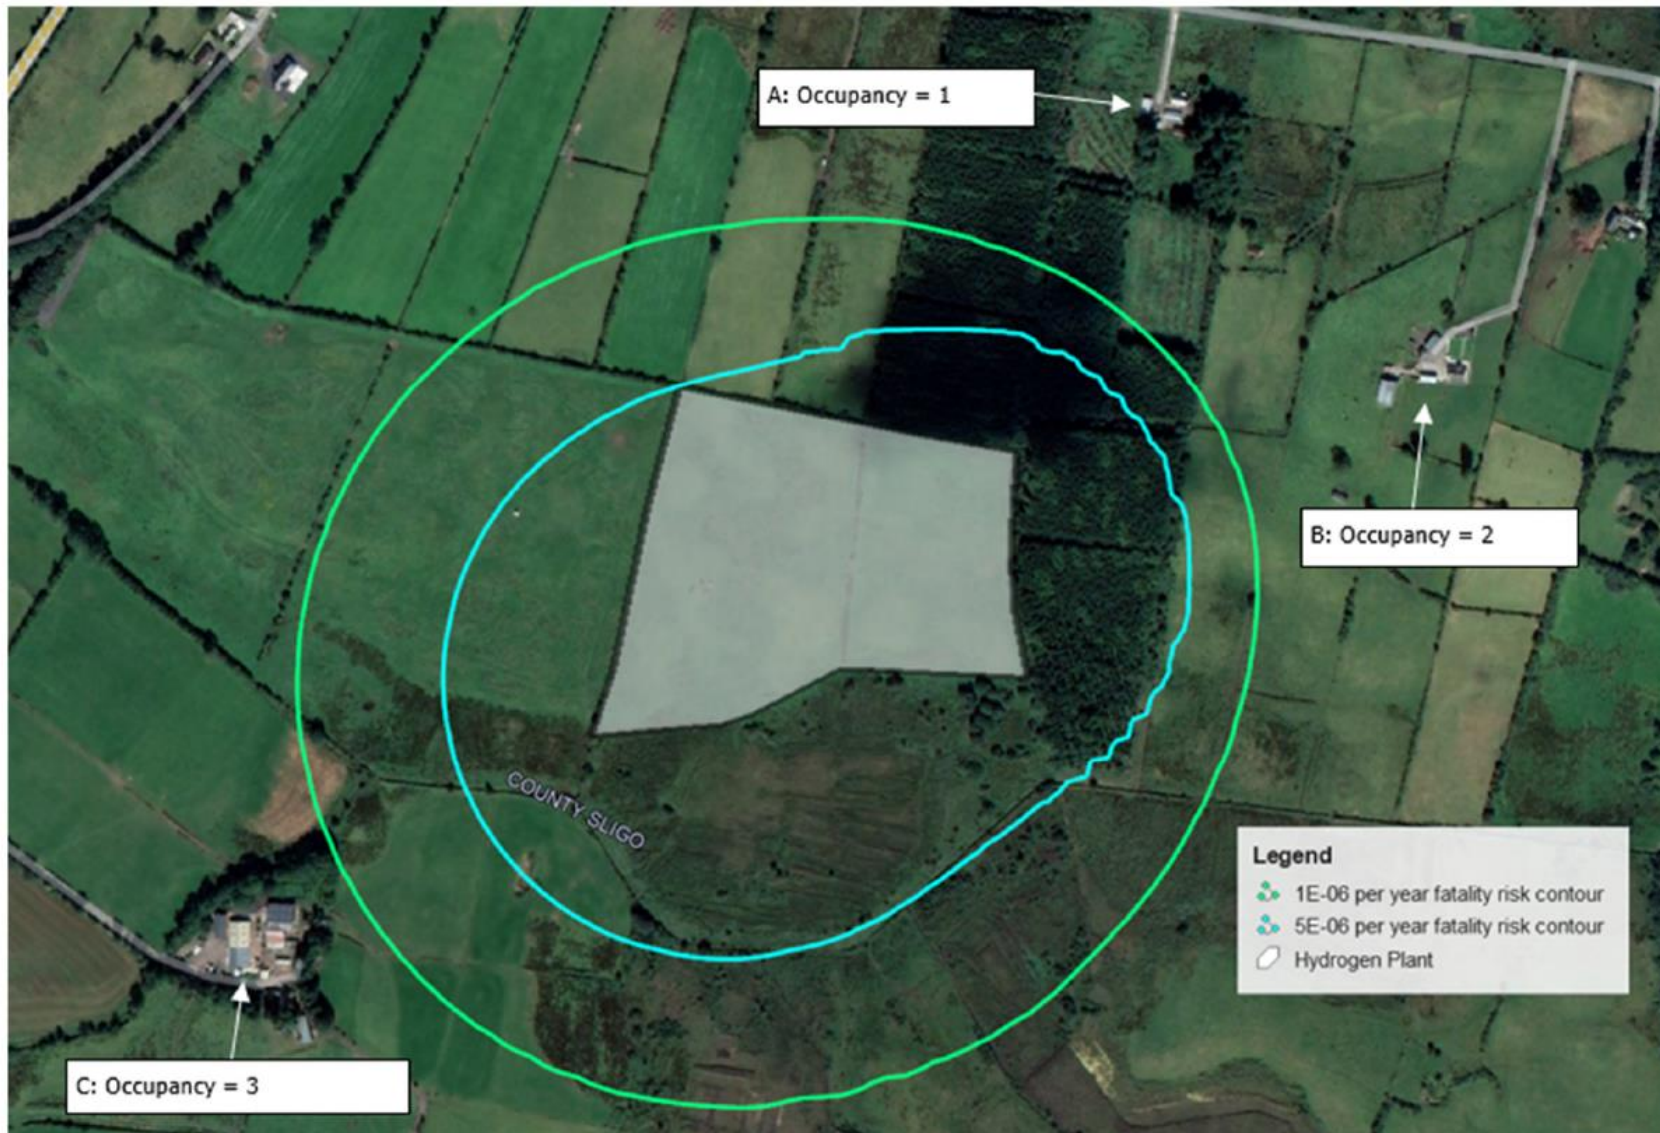 A: Occupancy = 1
B: Occupancy = 2
COUNTY SLIGO
Legend
1E-06 per year fatality risk contour
5E-06 per year fatality risk contour
Hydrogen Plant
C: Occupancy = 3